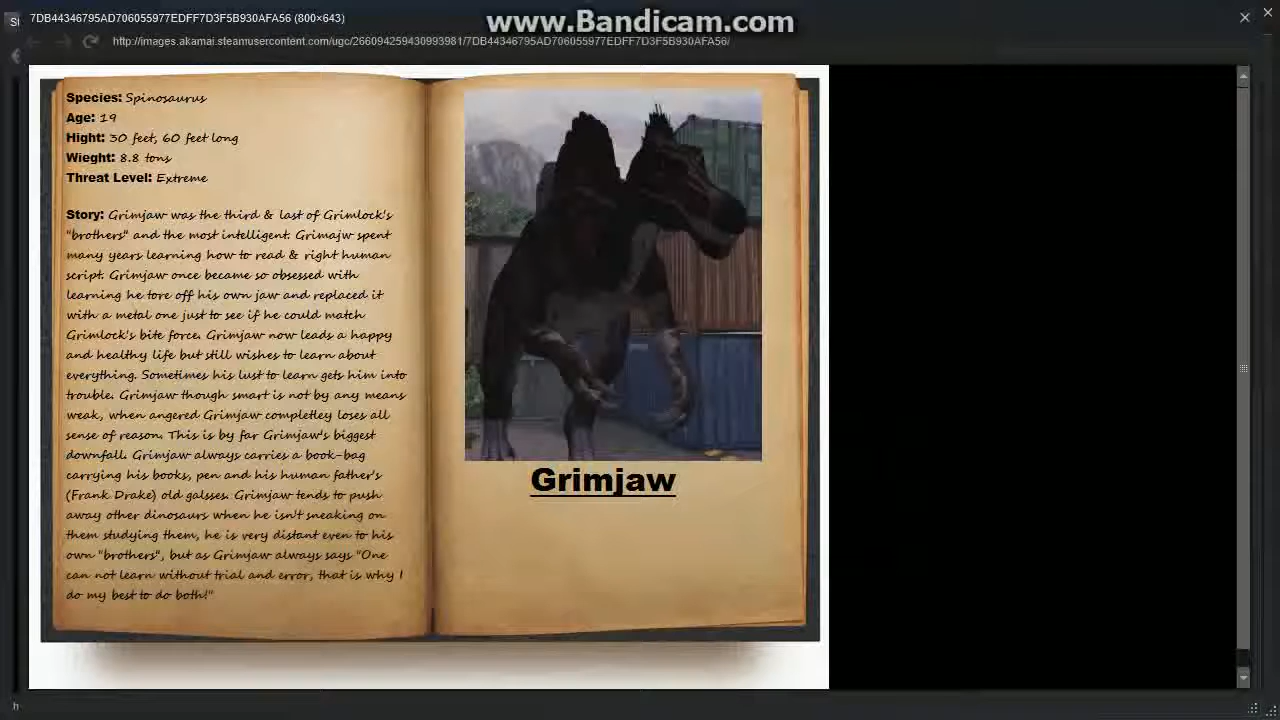 7DB44346795AD706055977EDFF7D3F5B930AFA56 (800×643)
www.Bandicam.com
http://images.akamai.steamusercontent.com/ugc/266094259430993981/7DB44346795AD706055977EDFF7D3F5B930AFA56/
Species: Spinosaurus
Age: 19
Hight: 30 feet, 60 feet long
Wieght: 8.8 tons
Threat Level: Extreme
Story: Grimjaw was the third & last of Grimlock's
"brothers" and the most intelligent. Grimajw spent
many years learning how to read & right human
script. Grimjaw once became so obsessed with
learning he tore off his own jaw and replaced it
with a metal one just to see if he could match
Grimlock's bite force. Grimjaw now leads a happy
and healthy life but still wishes to learn about
everything. Sometimes his lust to learn gets him into
trouble. Grimjaw though smart is not by any means
weak, when angered Grimjaw completley loses all
sense of reason. This is by far Grimjaw's biggest
downfall. Grimjaw always carries a book-bag
carrying his books, pen and his human father's
(Frank Drake) old galsses. Grimjaw tends to push
away other dinosaurs when he isn't sneaking on
them studying them, he is very distant even to his
own "brothers", but as Grimjaw always says "One
can not learn without trial and error, that is why I
do my best to do both!"
Grimjaw